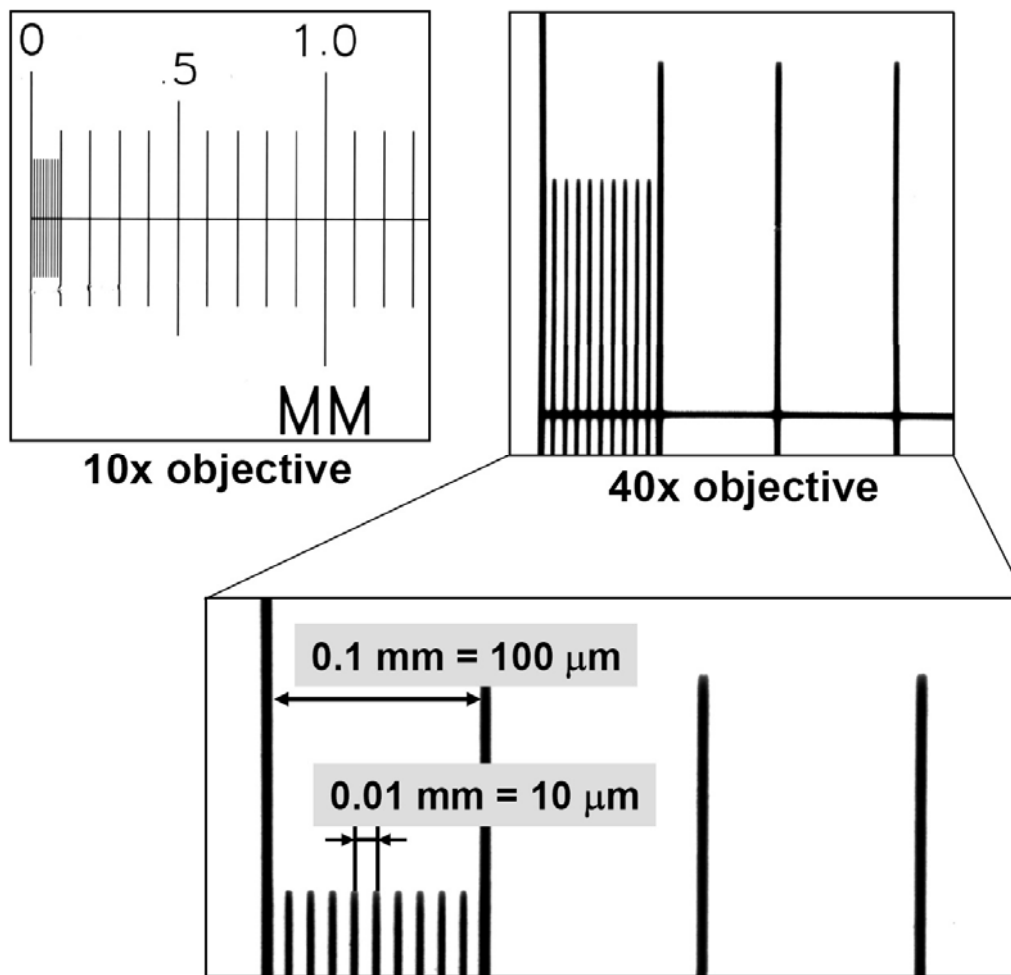 0
.5
1.0
MM
10x objective
40x objective
0.1 mm = 100 μm
0.01 mm = 10 μm